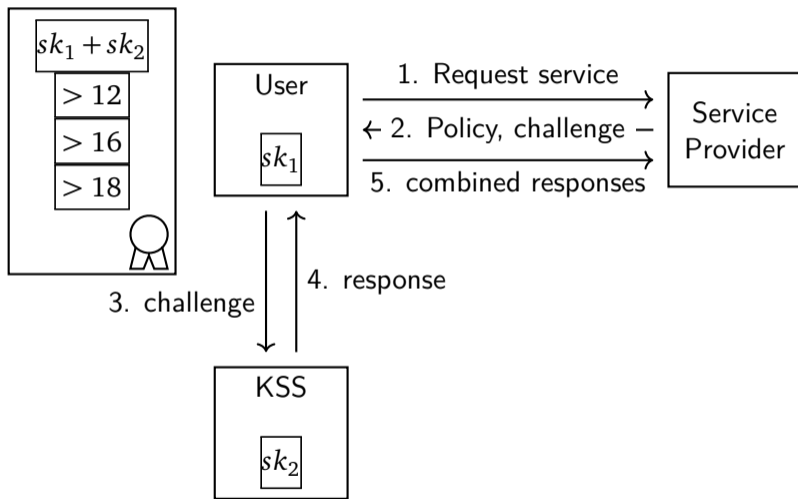 sk₁ + sk₂
> 12
> 16
> 18
User
sk₁
1. Request service
← 2. Policy, challenge −
5. combined responses
Service
Provider
3. challenge
4. response
KSS
sk₂